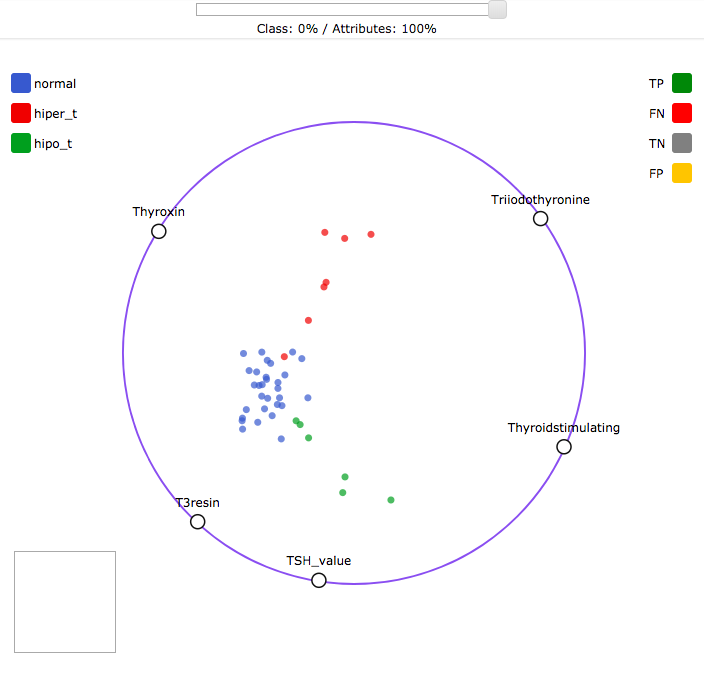 Class: 0% / Attributes: 100%
normal
hiper_t
hipo_t
TP
FN
TN
FP
Thyroxin
Triiodothyronine
Thyroidstimulating
T3resin
TSH_value